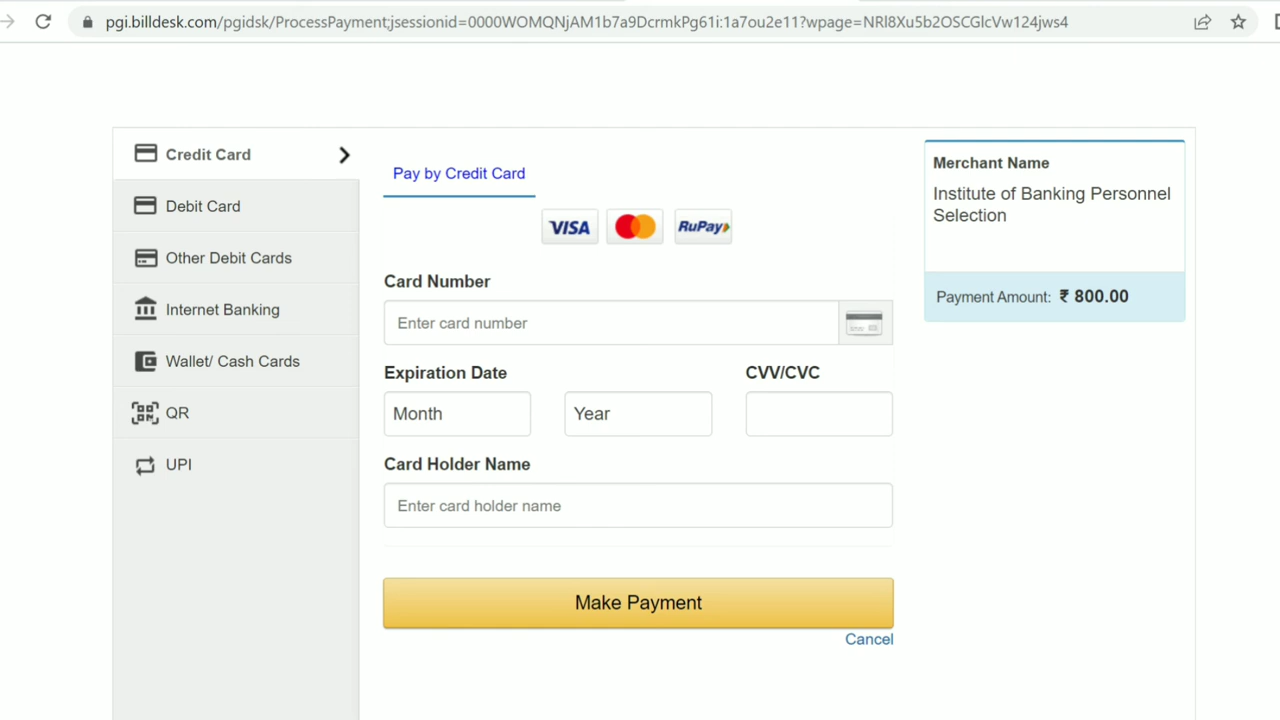 pgi.billdesk.com/pgidsk/ProcessPayment;jsessionid=0000WOMQNjAM1b7a9DcrmkPg61i:1a7ou2e11?wpage=NRl8Xu5b2OSCGlcVw124jws4
Credit Card
Debit Card
Other Debit Cards
Internet Banking
Wallet/ Cash Cards
QR
UPI
Pay by Credit Card
VISA
RuPay
Card Number
Enter card number
Expiration Date
CVV/CVC
Month
Year
Card Holder Name
Enter card holder name
Make Payment
Cancel
Merchant Name
Institute of Banking Personnel
Selection
Payment Amount: ₹ 800.00